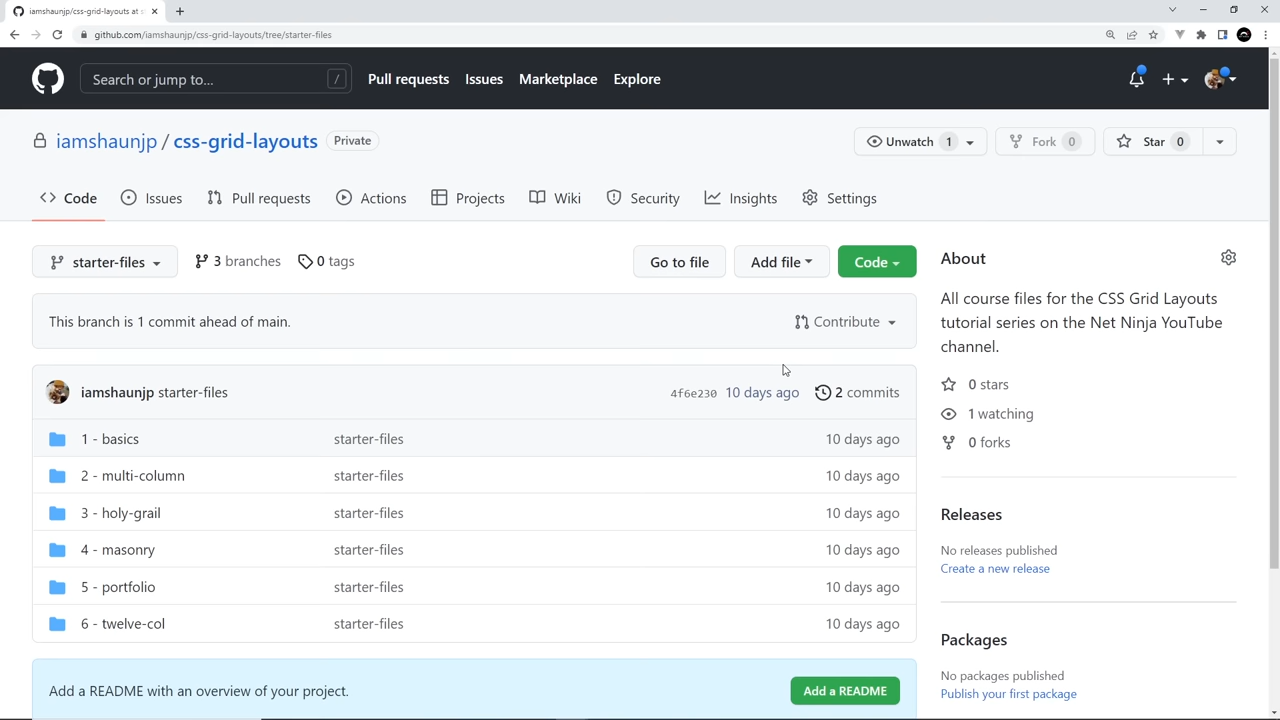 iamshaunjp/css-grid-layouts at s
github.com/iamshaunjp/css-grid-layouts/tree/starter-files
Search or jump to...
/
Pull requests
Issues
Marketplace
Explore
iamshaunjp / css-grid-layouts
Private
Unwatch 1
Fork 0
Star 0
Code
Issues
Pull requests
Actions
Projects
Wiki
Security
Insights
Settings
starter-files
3 branches
0 tags
Go to file
Add file
Code
This branch is 1 commit ahead of main.
Contribute
iamshaunjp starter-files
4f6e230 10 days ago
2 commits
1 - basics
starter-files
10 days ago
2 - multi-column
starter-files
10 days ago
3 - holy-grail
starter-files
10 days ago
4 - masonry
starter-files
10 days ago
5 - portfolio
starter-files
10 days ago
6 - twelve-col
starter-files
10 days ago
Add a README with an overview of your project.
Add a README
About
All course files for the CSS Grid Layouts
tutorial series on the Net Ninja YouTube
channel.
0 stars
1 watching
0 forks
Releases
No releases published
Create a new release
Packages
No packages published
Publish your first package